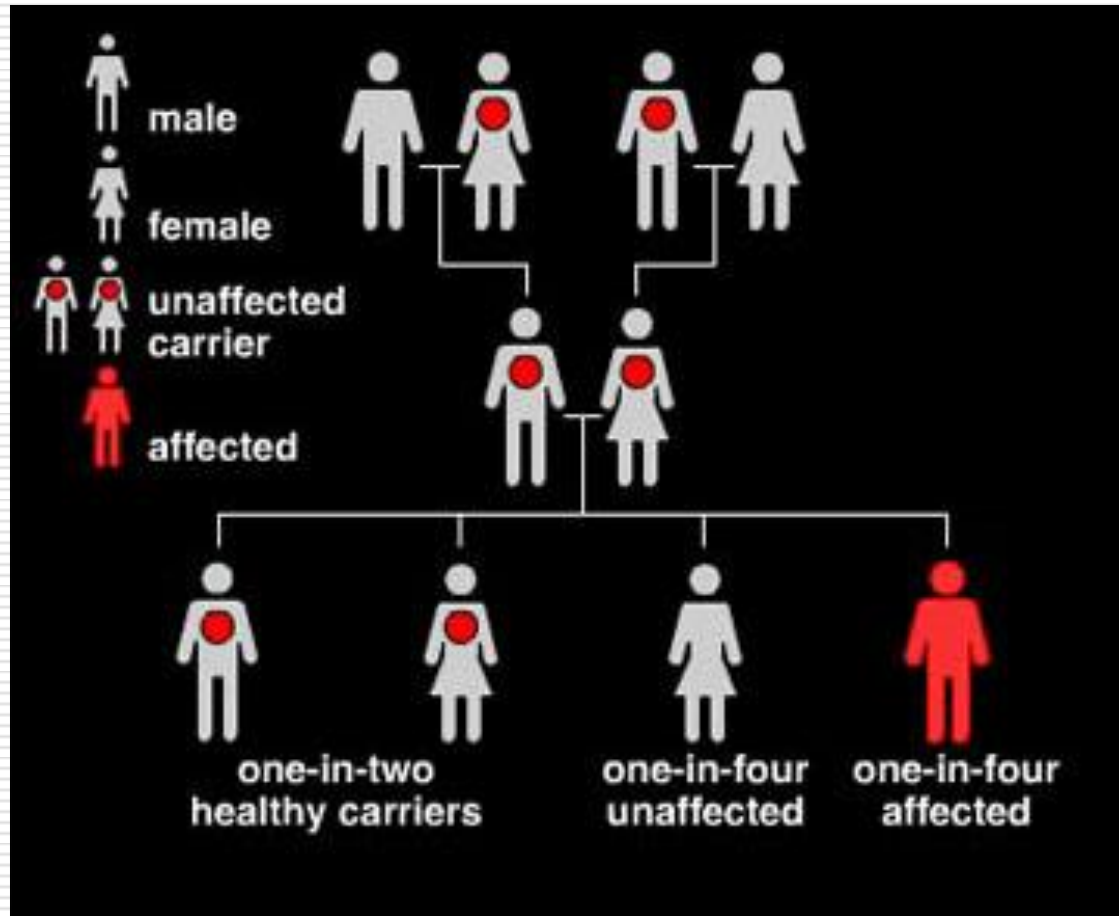 male
female
unaffected
carrier
affected
one-in-two
healthy carriers
one-in-four
unaffected
one-in-four
affected